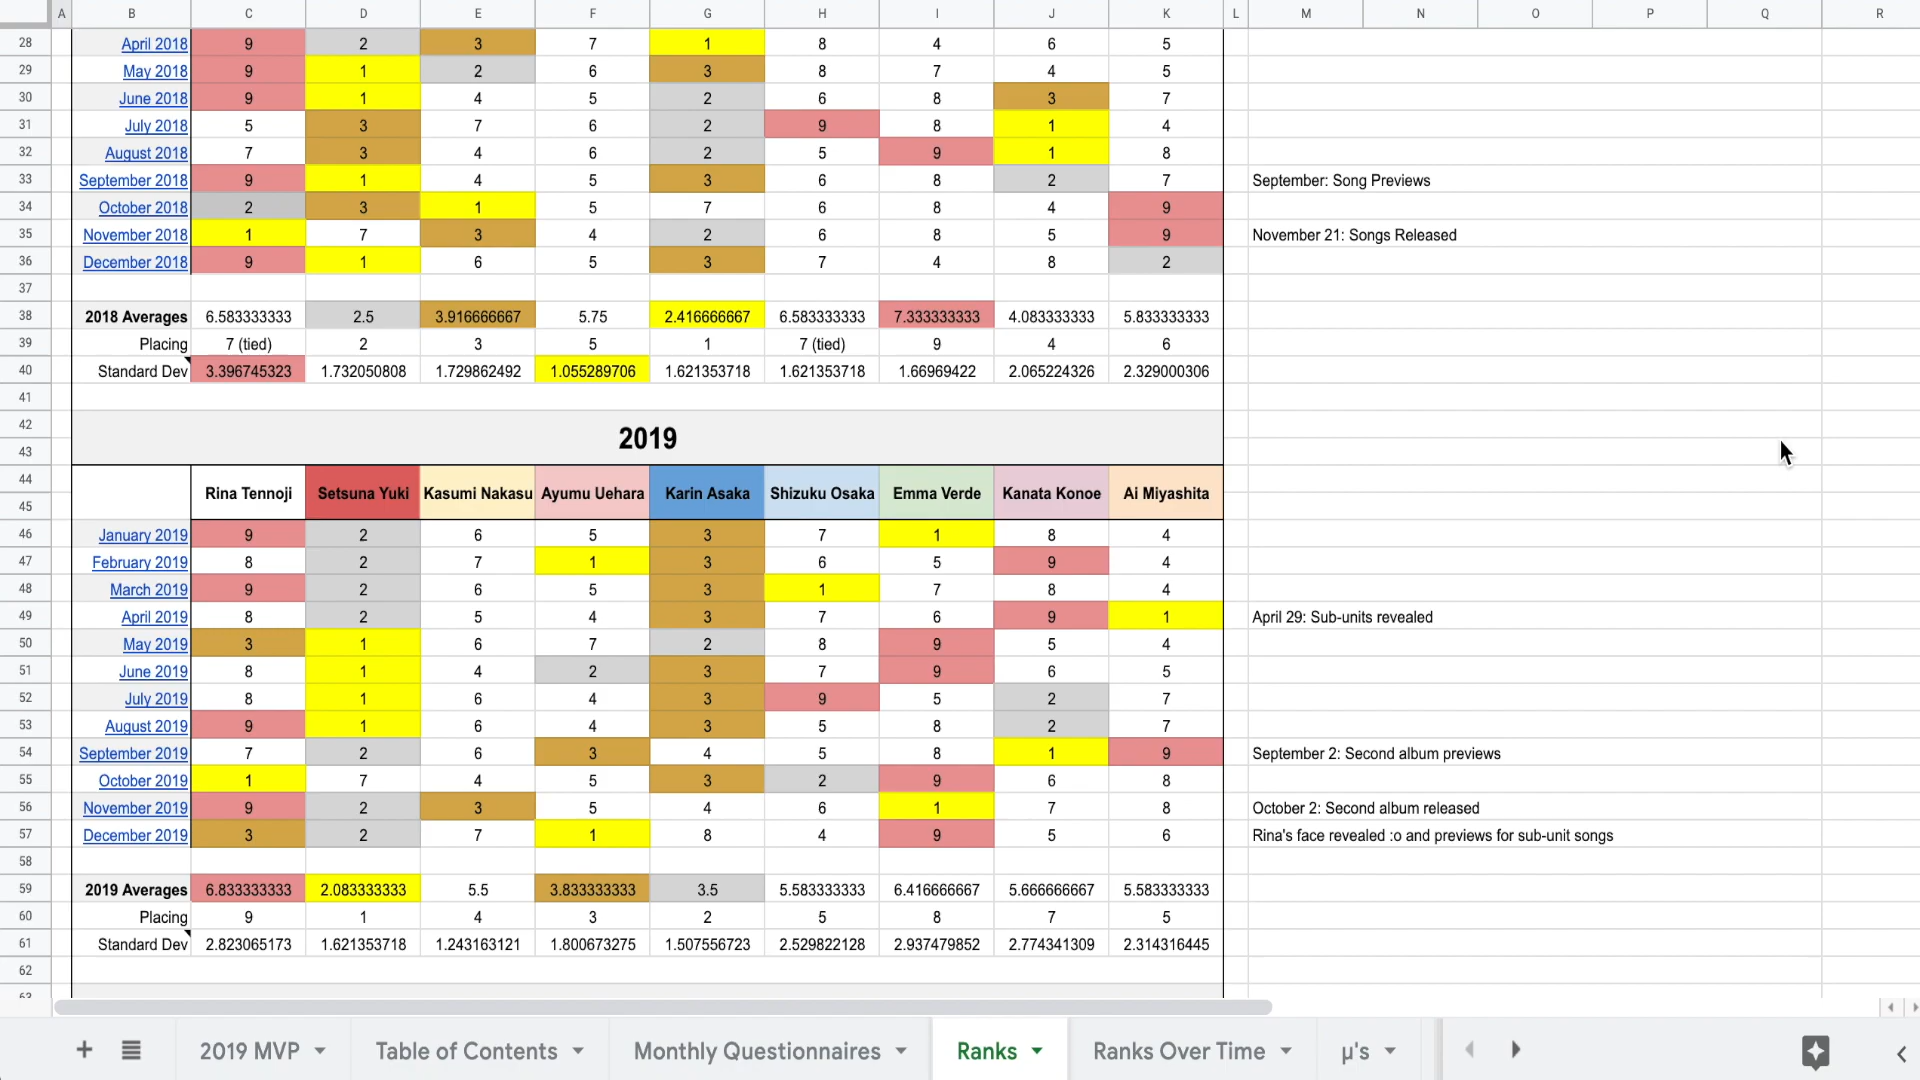 A B C D E F G H I J K L M N O P Q R
28 April 2018 9 2 3 7 1 8 4 6 5
29 May 2018 9 1 2 6 3 8 7 4 5
30 June 2018 9 1 4 5 2 6 8 3 7
31 July 2018 5 3 7 6 2 9 8 1 4
32 August 2018 7 3 4 6 2 5 9 1 8
33 September 2018 9 1 4 5 3 6 8 2 7 September: Song Previews
34 October 2018 2 3 1 5 7 6 8 4 9
35 November 2018 1 7 3 4 2 6 8 5 9 November 21: Songs Released
36 December 2018 9 1 6 5 3 7 4 8 2
37
38 2018 Averages 6.583333333 2.5 3.916666667 5.75 2.416666667 6.583333333 7.333333333 4.083333333 5.833333333
39 Placing 7 (tied) 2 3 5 1 7 (tied) 9 4 6
40 Standard Dev 3.396745323 1.732050808 1.729862492 1.055289706 1.621353718 1.621353718 1.66969422 2.065224326 2.329000306
41
42
2019
43
44
Rina Tennoji Setsuna Yuki Kasumi Nakasu Ayumu Uehara Karin Asaka Shizuku Osaka Emma Verde Kanata Konoe Ai Miyashita
45
46 January 2019 9 2 6 5 3 7 1 8 4
47 February 2019 8 2 7 1 3 6 5 9 4
48 March 2019 9 2 6 5 3 1 7 8 4
49 April 2019 8 2 5 4 3 7 6 9 1 April 29: Sub-units revealed
50 May 2019 3 1 6 7 2 8 9 5 4
51 June 2019 8 1 4 2 3 7 9 6 5
52 July 2019 8 1 6 4 3 9 5 2 7
53 August 2019 9 1 6 4 3 5 8 2 7
54 September 2019 7 2 6 3 4 5 8 1 9 September 2: Second album previews
55 October 2019 1 7 4 5 3 2 9 6 8
56 November 2019 9 2 3 5 4 6 1 7 8 October 2: Second album released
57 December 2019 3 2 7 1 8 4 9 5 6 Rina's face revealed :o and previews for sub-unit songs
58
59 2019 Averages 6.833333333 2.083333333 5.5 3.833333333 3.5 5.583333333 6.416666667 5.666666667 5.583333333
60 Placing 9 1 4 3 2 5 8 7 5
61 Standard Dev 2.823065173 1.621353718 1.243163121 1.800673275 1.507556723 2.529822128 2.937479852 2.774341309 2.314316445
62
63
2019 MVP Table of Contents Monthly Questionnaires Ranks Ranks Over Time µ's